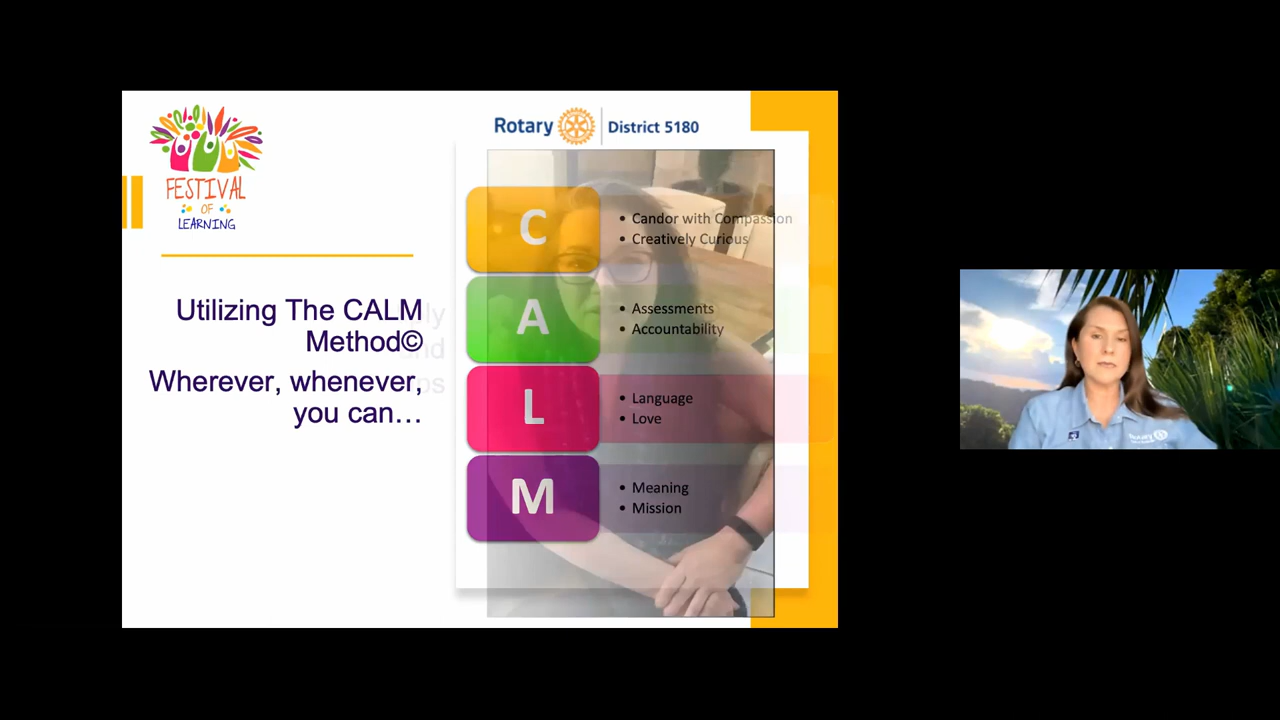 FESTIVAL
OF
LEARNING
Rotary
District 5180
Utilizing The CALM
Method©
Wherever, whenever,
you can…
C
• Candor with Compassion
• Creatively Curious
A
• Assessments
• Accountability
L
• Language
• Love
M
• Meaning
• Mission
Rotary